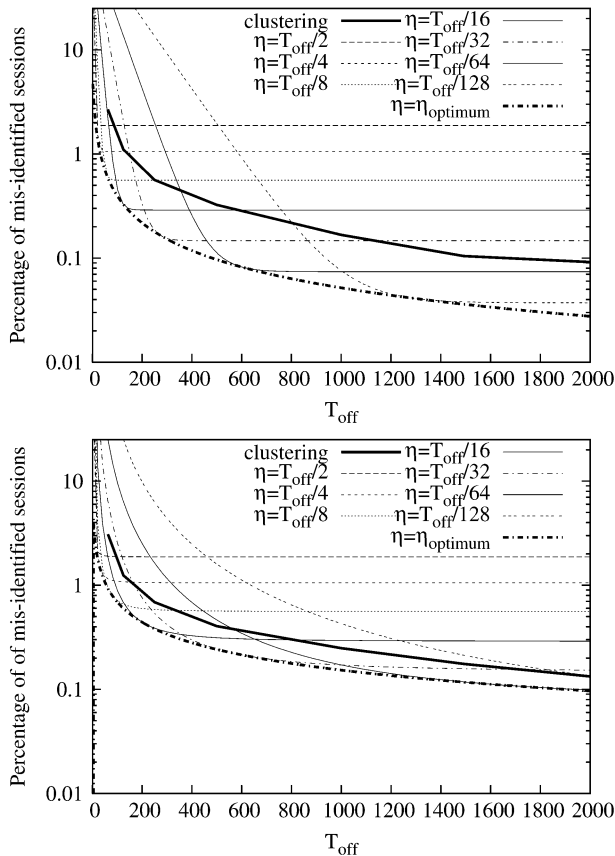 Percentage of mis-identified sessions
10
1
0.1
0.01
clustering
η=T_off/2
η=T_off/4
η=T_off/8
η=T_off/16
η=T_off/32
η=T_off/64
η=T_off/128
η=η_optimum
0 200 400 600 800 1000 1200 1400 1600 1800 2000
T_off
Percentage of of mis-identified sessions
10
1
0.1
0.01
clustering
η=T_off/2
η=T_off/4
η=T_off/8
η=T_off/16
η=T_off/32
η=T_off/64
η=T_off/128
η=η_optimum
0 200 400 600 800 1000 1200 1400 1600 1800 2000
T_off